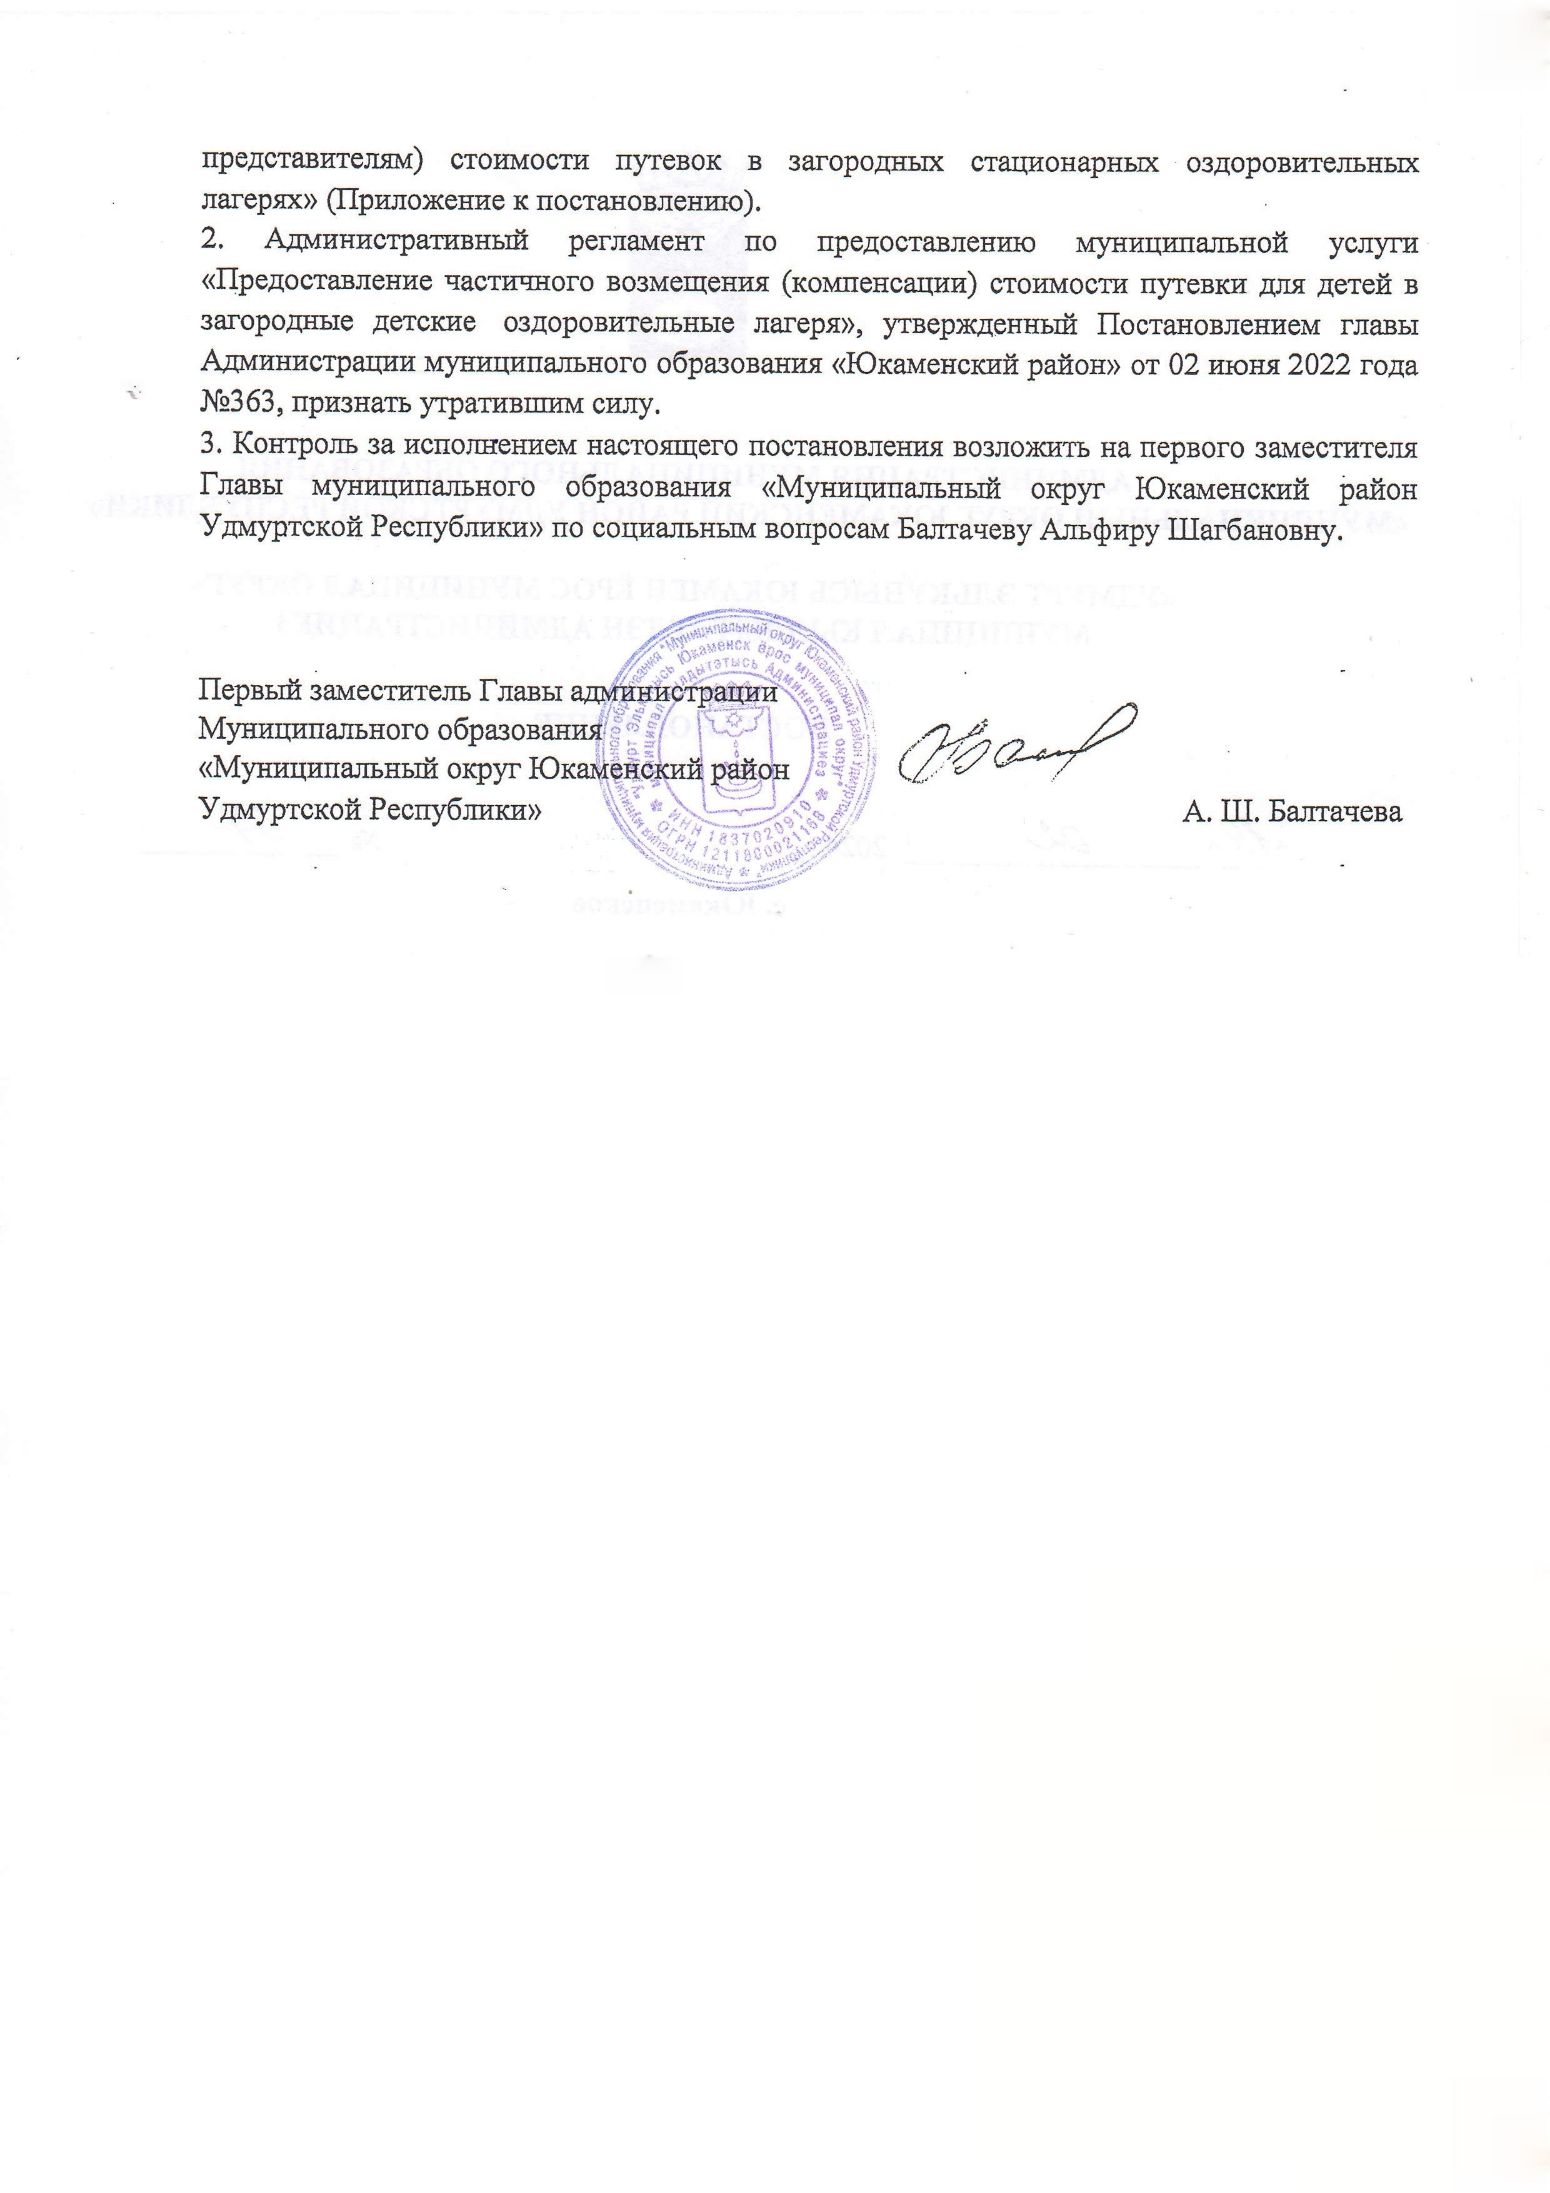 представителям) стоимости путевок в загородных стационарных оздоровительных
лагерях» (Приложение к постановлению).
2. Административный регламент по предоставлению муниципальной услуги
«Предоставление частичного возмещения (компенсации) стоимости путевки для детей в
загородные детские оздоровительные лагеря», утвержденный Постановлением главы
Администрации муниципального образования «Юкаменский район» от 02 июня 2022 года
№363, признать утратившим силу.
3. Контроль за исполнением настоящего постановления возложить на первого заместителя
Главы муниципального образования «Муниципальный округ Юкаменский район
Удмуртской Республики» по социальным вопросам Балтачеву Альфиру Шагбановну.
Первый заместитель Главы администрации
Муниципального образования
«Муниципальный округ Юкаменский район
Удмуртской Республики»
А. Ш. Балтачева
ИНН 1837020910
ОГРН 1211800021168